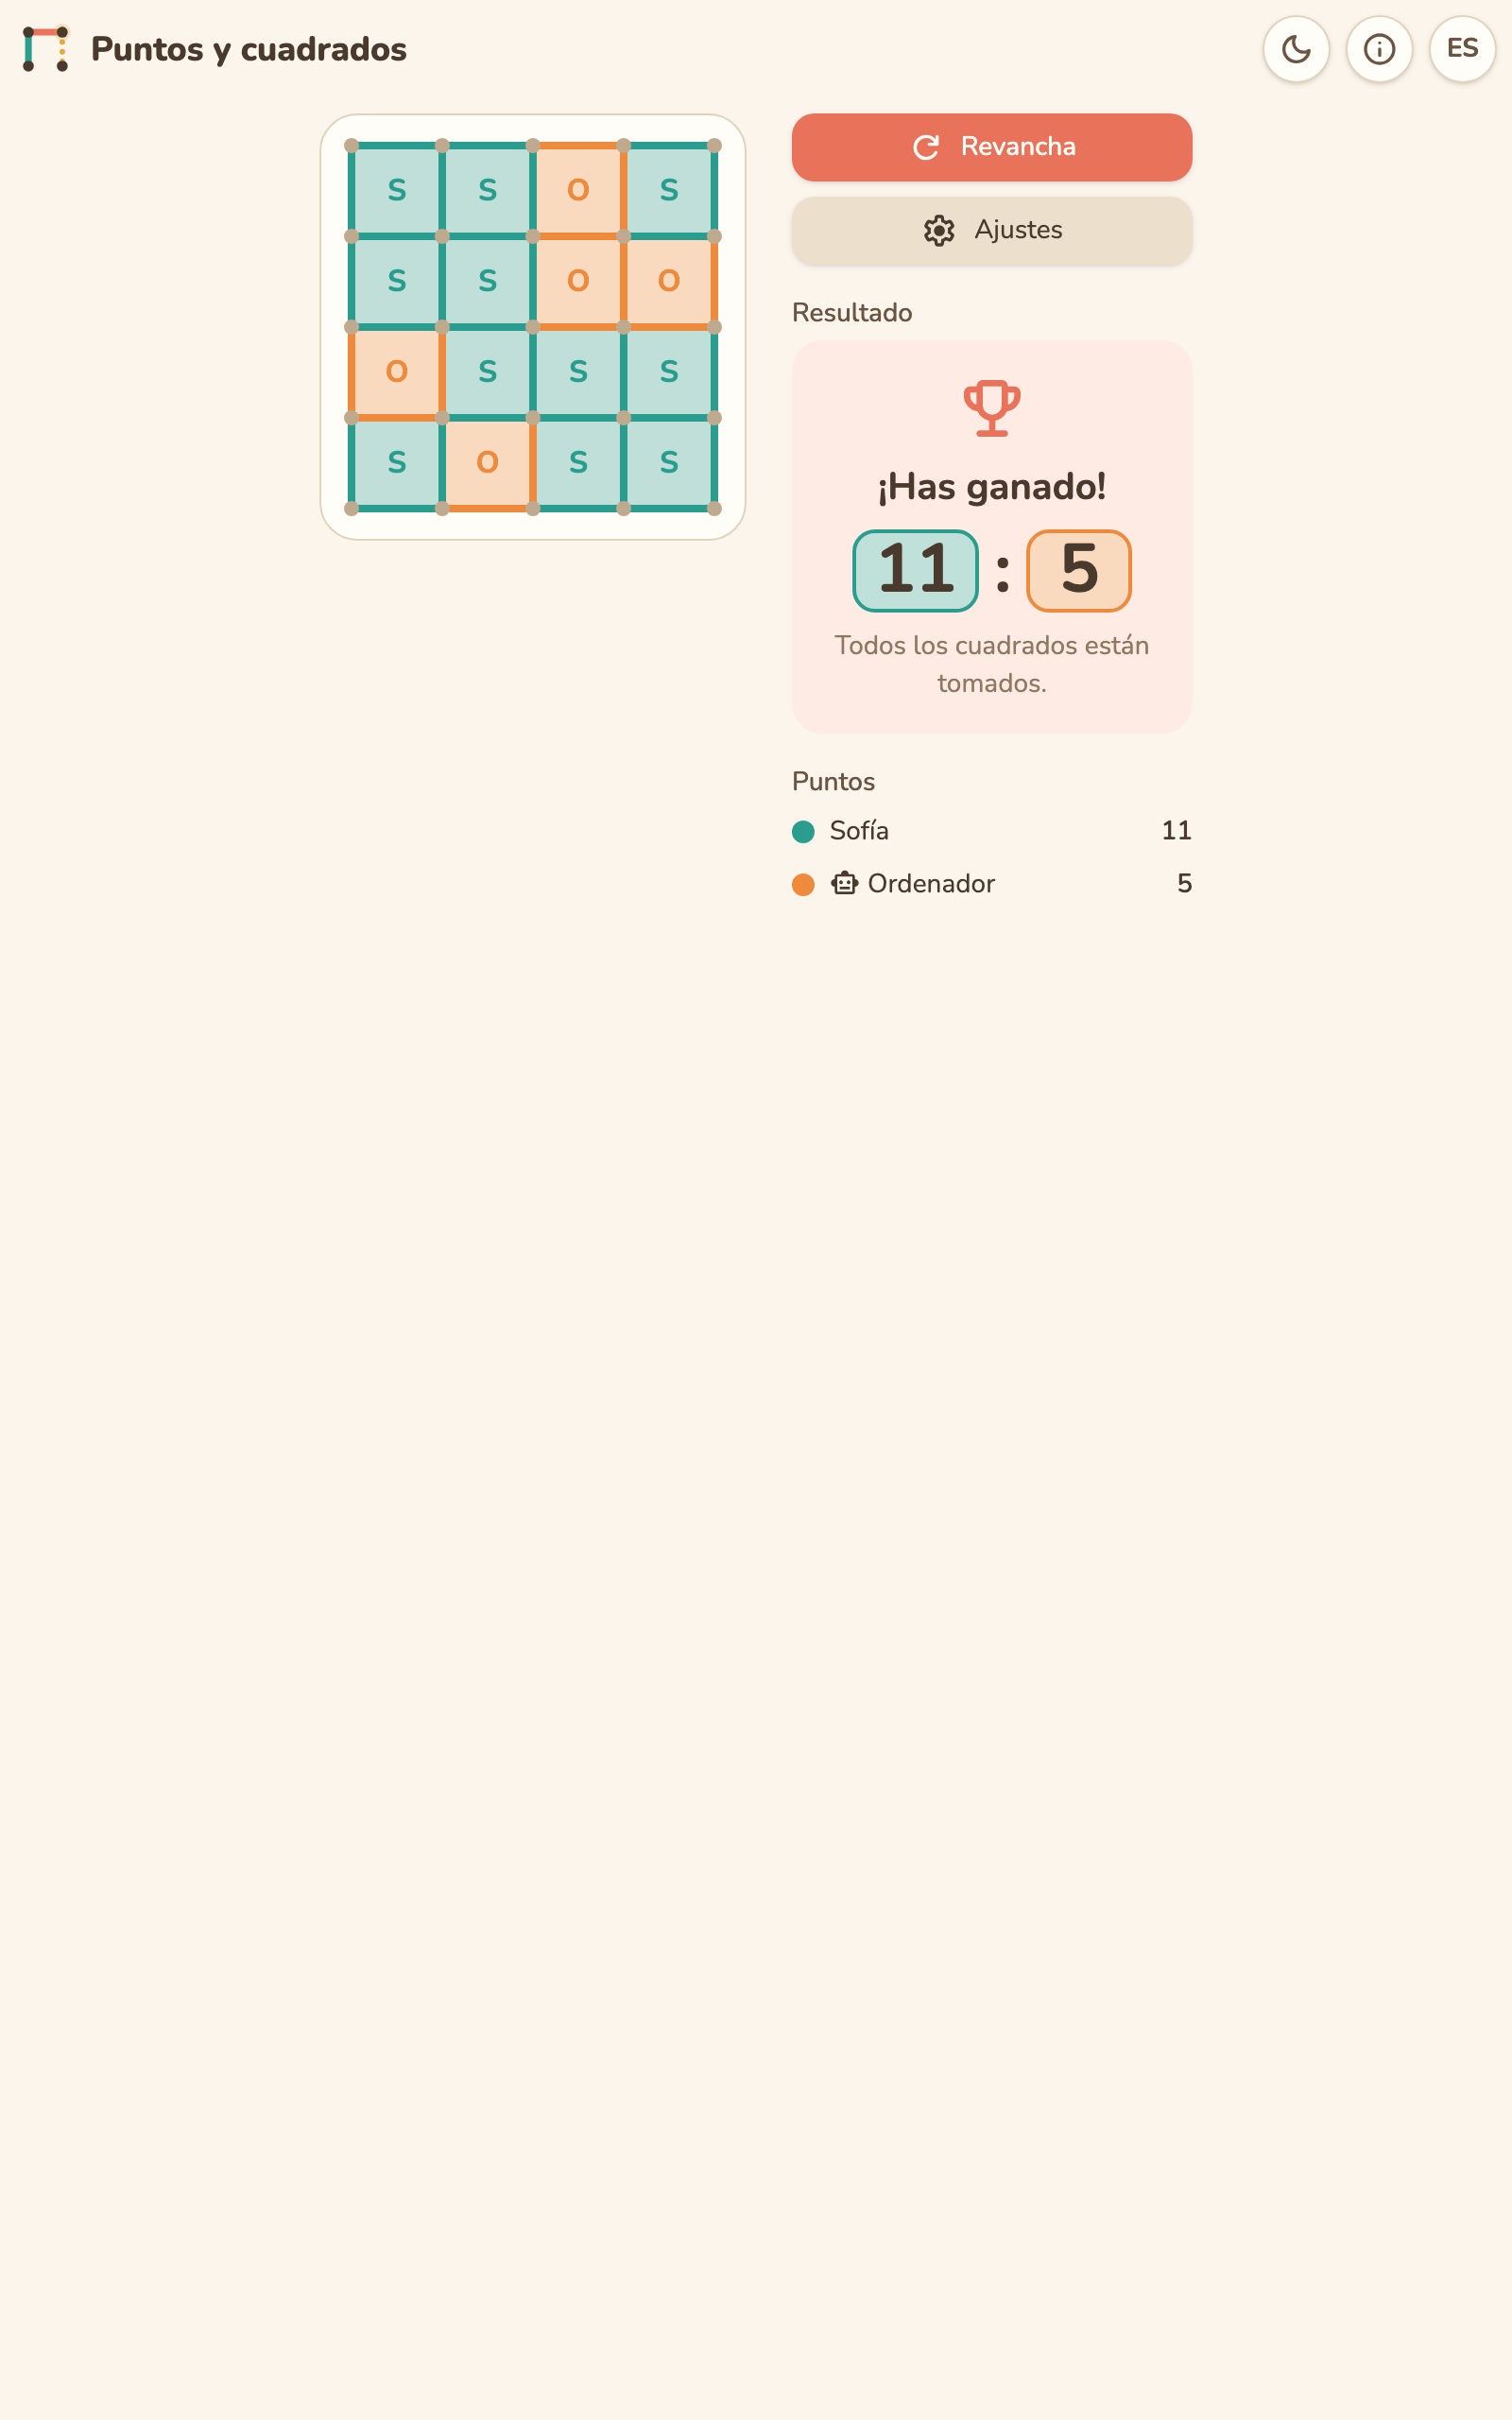 Puntos y cuadrados
ES
S S O S
S S O O
O S S S
S O S S
Revancha
Ajustes
Resultado
¡Has ganado!
11 : 5
Todos los cuadrados están
tomados.
Puntos
Sofía 11
Ordenador 5